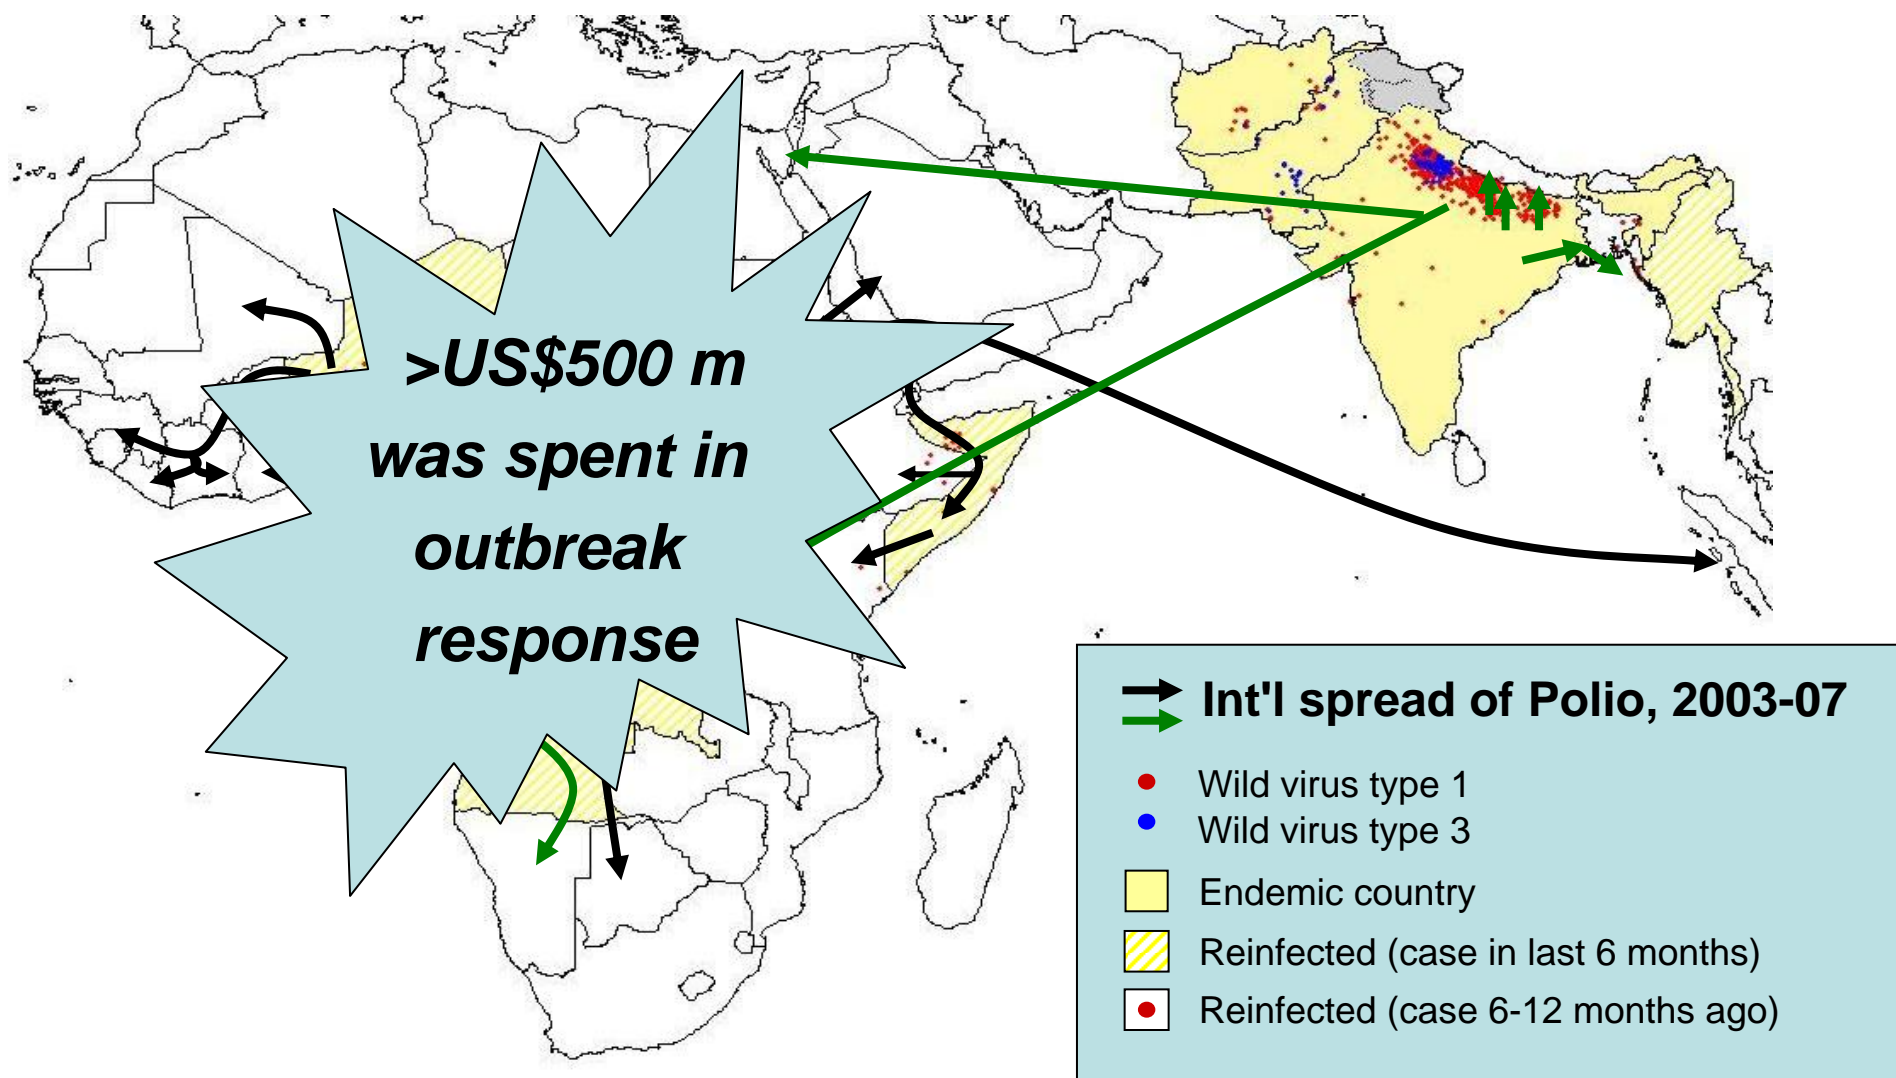 >US$500 m
was spent in
outbreak
response
Int'l spread of Polio, 2003-07
Wild virus type 1
Wild virus type 3
Endemic country
Reinfected (case in last 6 months)
Reinfected (case 6-12 months ago)